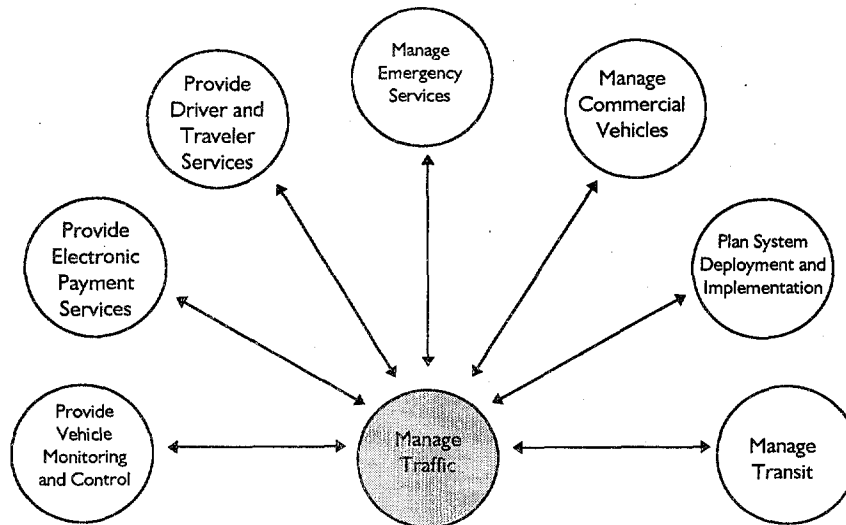 Manage
Emergency
Services
Provide
Driver and
Traveler
Services
Manage
Commercial
Vehicles
Provide
Electronic
Payment
Services
Plan System
Deployment and
Implementation
Provide
Vehicle
Monitoring
and Control
Manage
Traffic
Manage
Transit